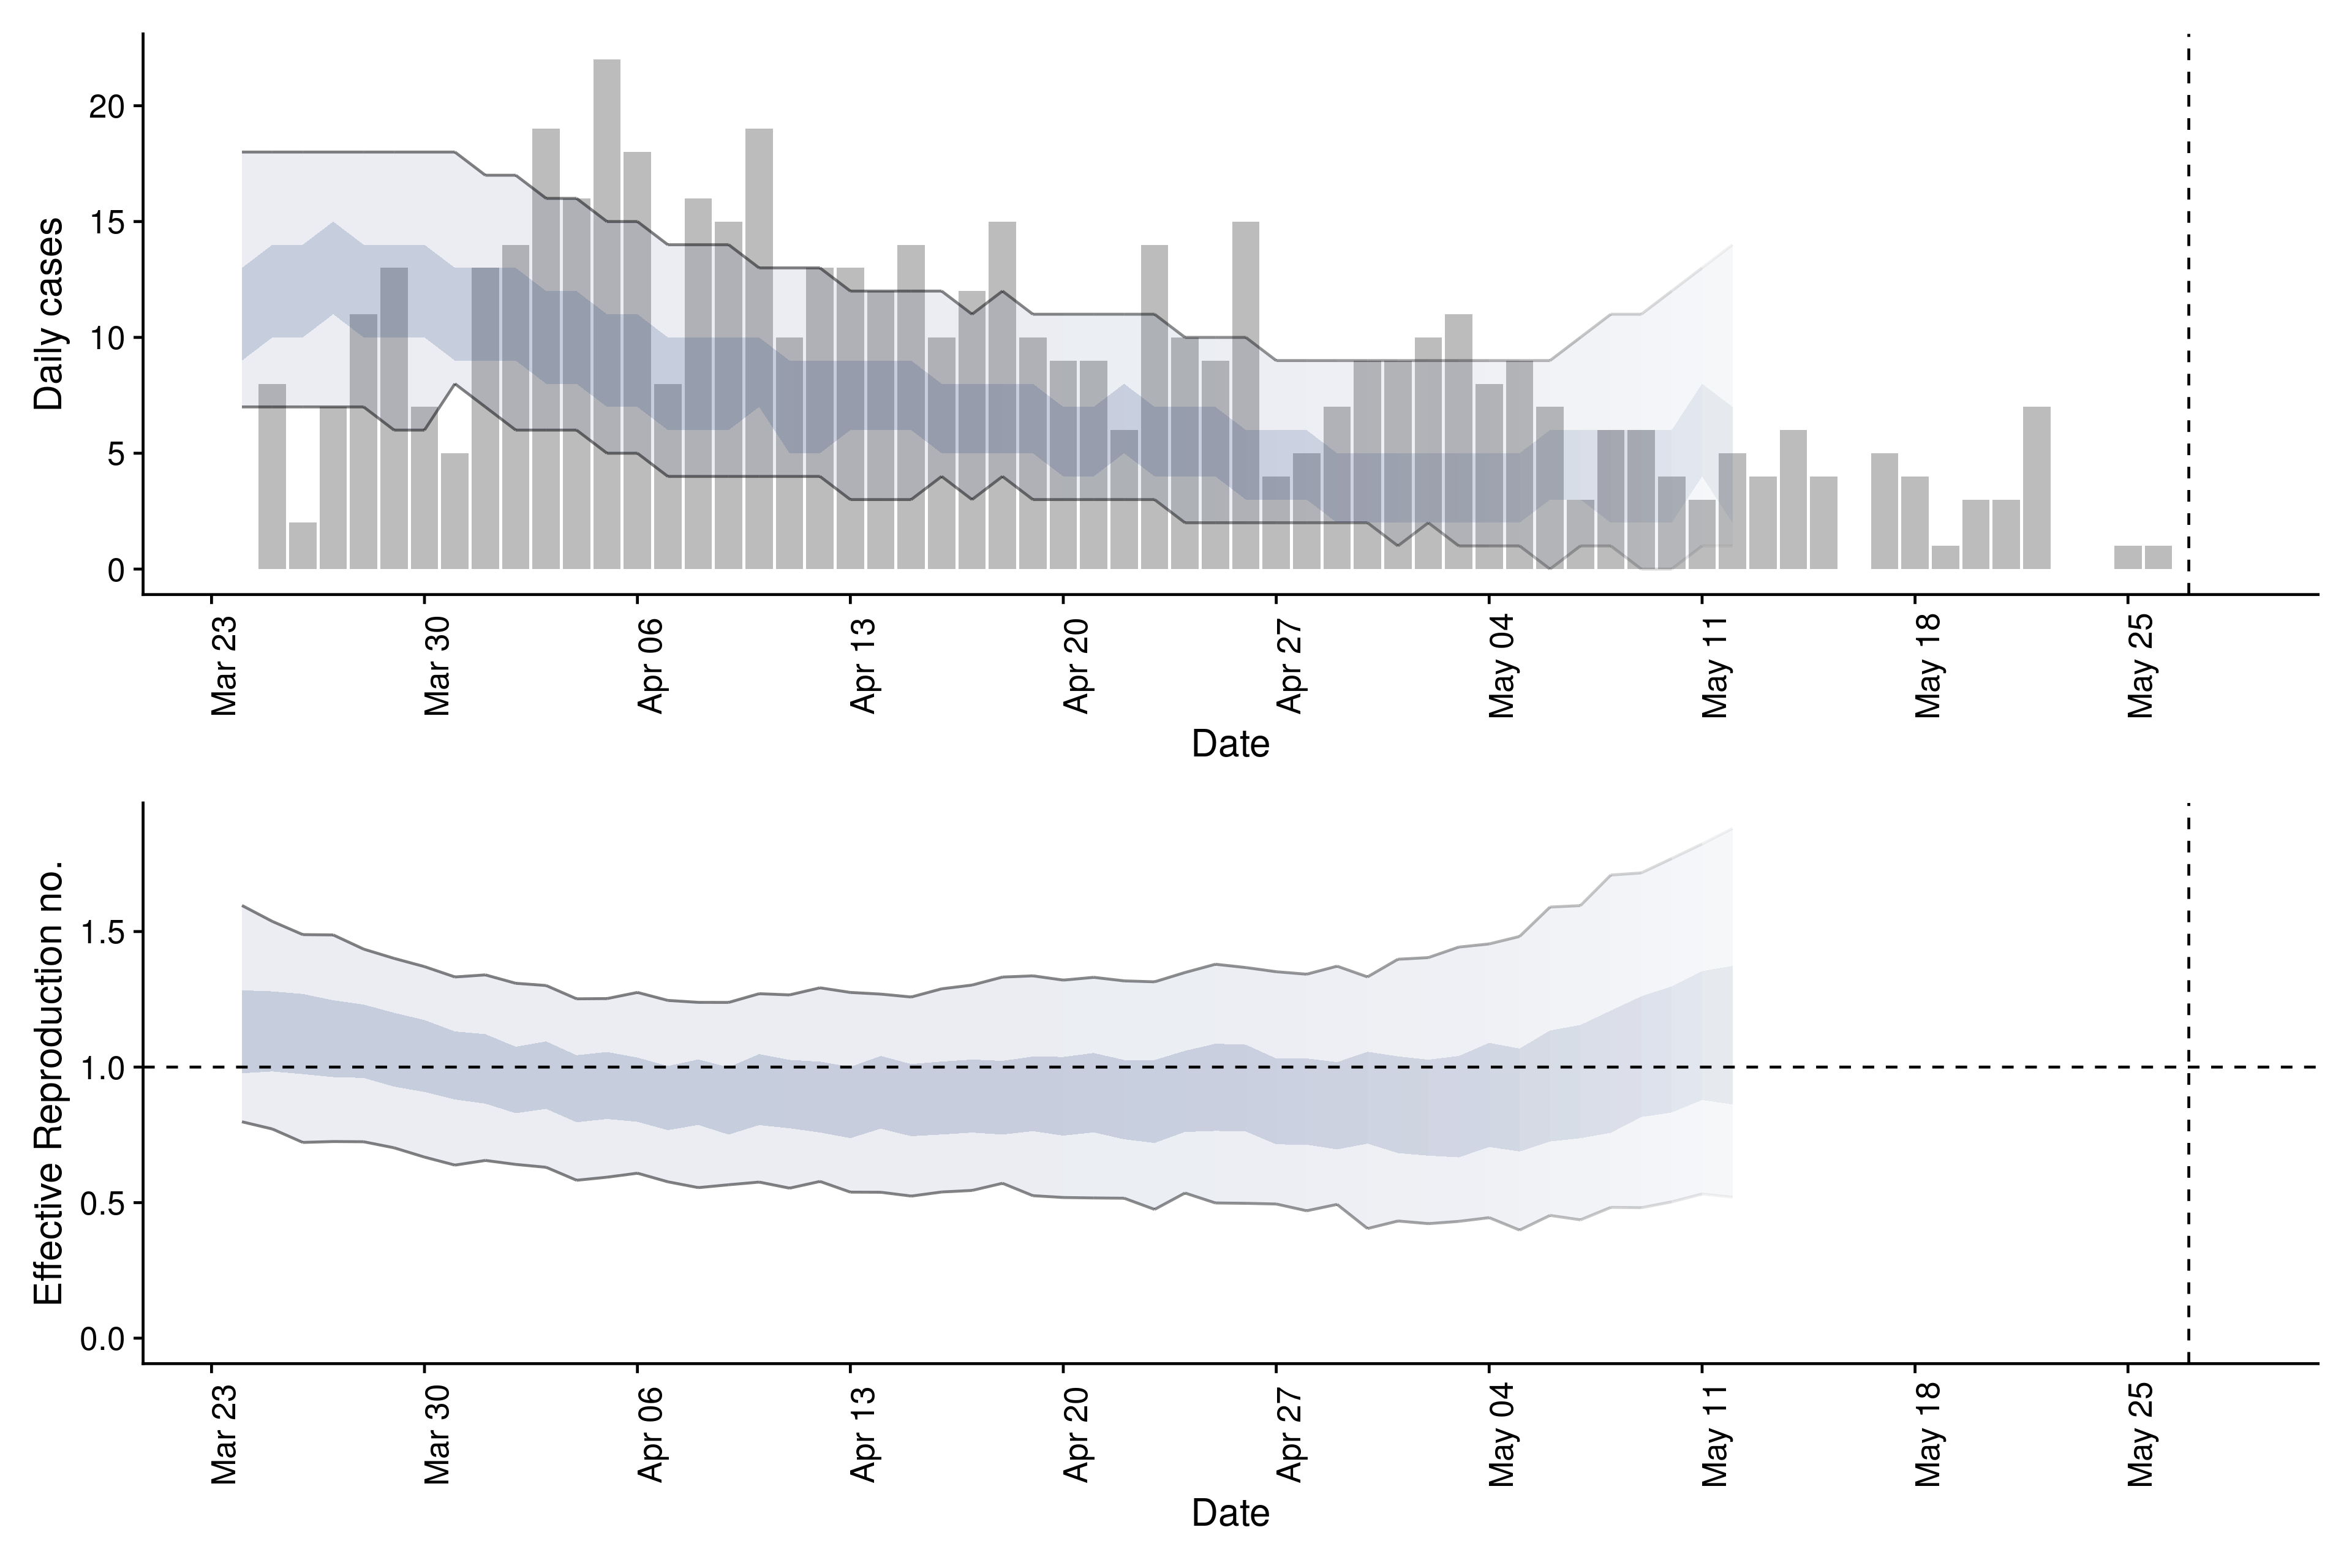 Daily cases
20
15
10
5
0
Mar 23
Mar 30
Apr 06
Apr 13
Apr 20
Apr 27
May 04
May 11
May 18
May 25
Date
Effective Reproduction no.
1.5
1.0
0.5
0.0
Mar 23
Mar 30
Apr 06
Apr 13
Apr 20
Apr 27
May 04
May 11
May 18
May 25
Date